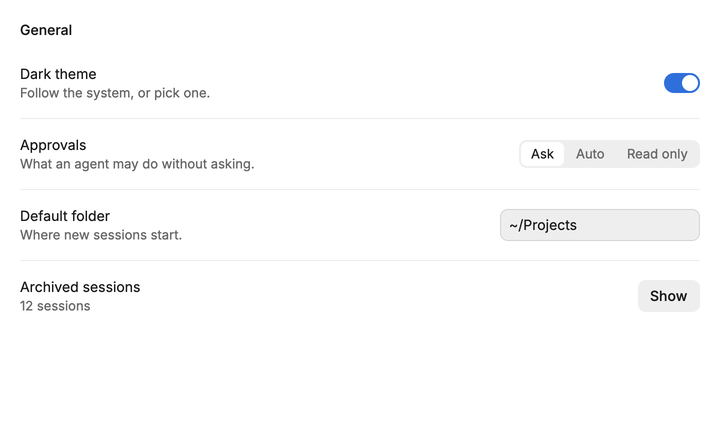 General
Dark theme
Follow the system, or pick one.
Approvals
What an agent may do without asking.
Ask Auto Read only
Default folder
Where new sessions start.
~/Projects
Archived sessions
12 sessions
Show